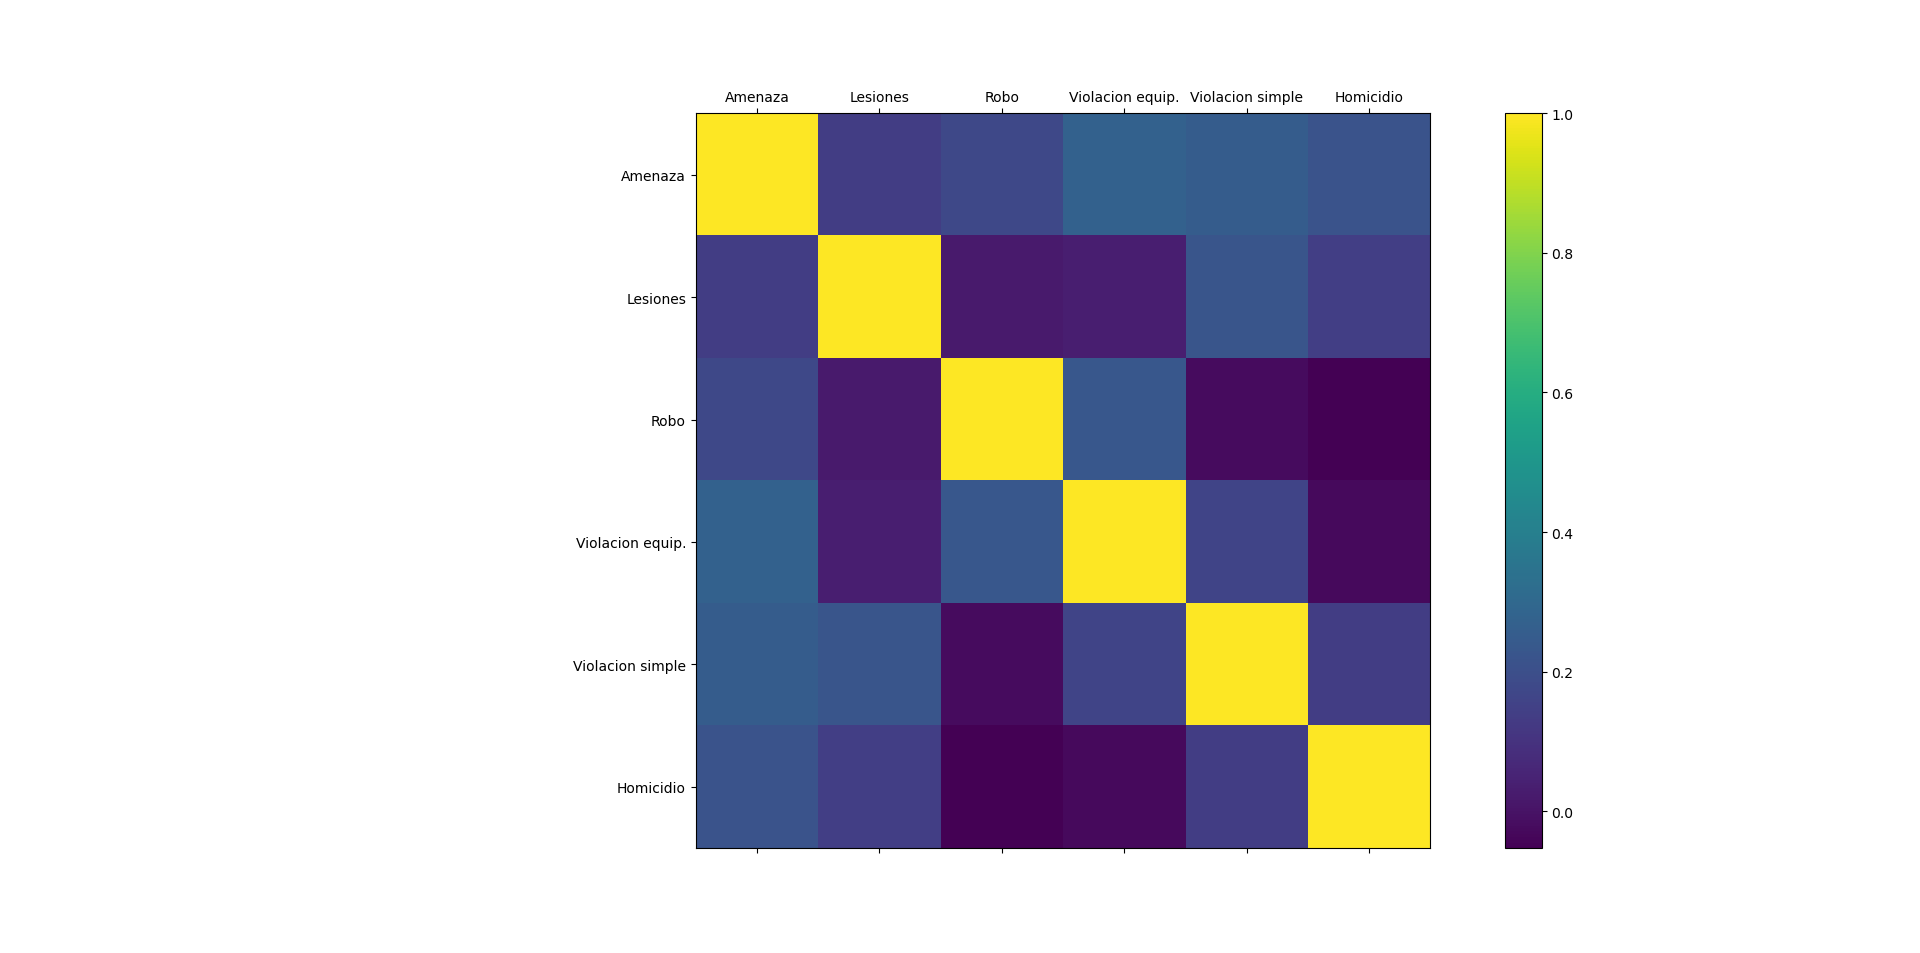 Amenaza Lesiones Robo Violacion equip. Violacion simple Homicidio
Amenaza
Lesiones
Robo
Violacion equip.
Violacion simple
Homicidio
1.0
0.8
0.6
0.4
0.2
0.0